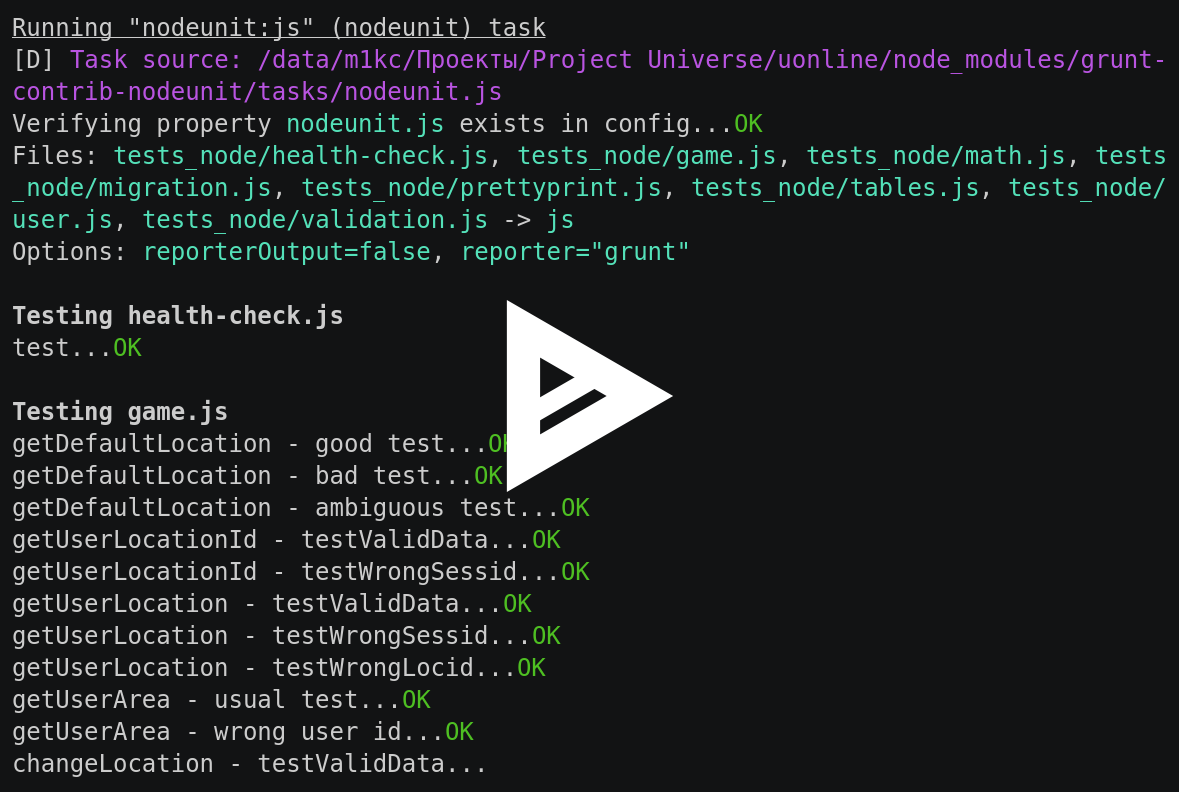 Running "nodeunit:js" (nodeunit) task
[D] Task source: /data/m1kc/Проекты/Project Universe/uonline/node_modules/grunt-
contrib-nodeunit/tasks/nodeunit.js
Verifying property nodeunit.js exists in config...OK
Files: tests_node/health-check.js, tests_node/game.js, tests_node/math.js, tests
_node/migration.js, tests_node/prettyprint.js, tests_node/tables.js, tests_node/
user.js, tests_node/validation.js -> js
Options: reporterOutput=false, reporter="grunt"
Testing health-check.js
test...OK
Testing game.js
getDefaultLocation - good test...OK
getDefaultLocation - bad test...OK
getDefaultLocation - ambiguous test...OK
getUserLocationId - testValidData...OK
getUserLocationId - testWrongSessid...OK
getUserLocation - testValidData...OK
getUserLocation - testWrongSessid...OK
getUserLocation - testWrongLocid...OK
getUserArea - usual test...OK
getUserArea - wrong user id...OK
changeLocation - testValidData...